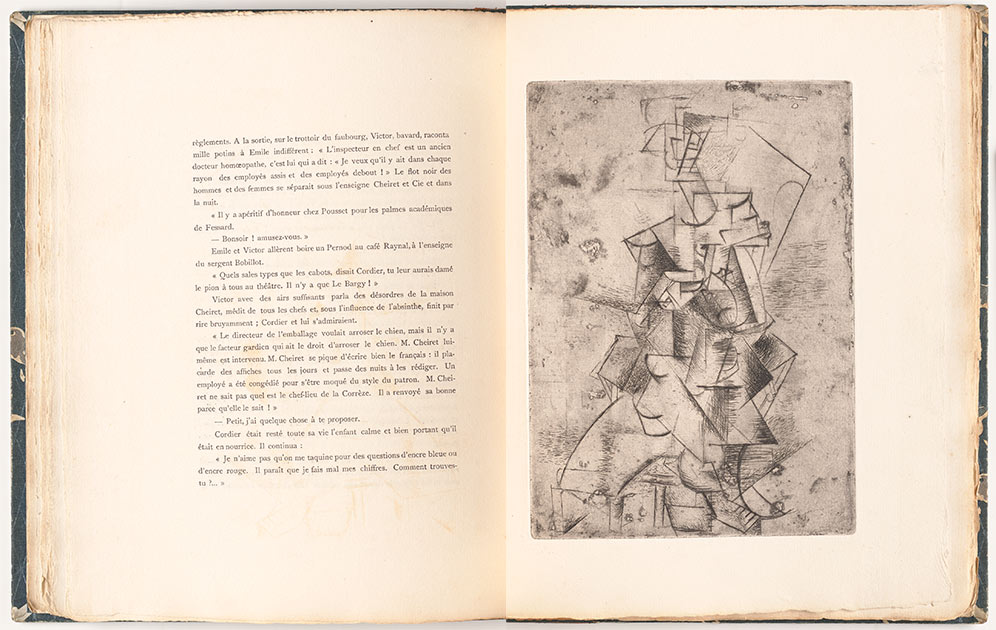 règlements. A la sortie, sur le trottoir du faubourg, Victor, bavard, raconta
mille potins à Emile indifférent : « L'inspecteur en chef est un ancien
docteur homœopathe, c'est lui qui a dit : « Je veux qu'il y ait dans chaque
rayon des employés assis et des employés debout ! » Le flot noir des
hommes et des femmes se séparait sous l'enseigne Cheiret et Cie et dans
la nuit.
« Il y a apéritif d'honneur chez Pousset pour les palmes académiques
de Fessard.
— Bonsoir ! amusez-vous. »
Emile et Victor allèrent boire un Pernod au café Raynal, à l'enseigne
du sergent Bobillot.
« Quels sales types que les cabots, disait Cordier, tu leur aurais damé
le pion à tous au théâtre. Il n'y a que Le Bargy ! »
Victor avec des airs suffisants parla des désordres de la maison
Cheiret, médit de tous les chefs et, sous l'influence de l'absinthe, finit par
rire bruyamment ; Cordier et lui s'admiraient.
« Le directeur de l'emballage voulait arroser le chien, mais il n'y a
que le facteur gardien qui ait le droit d'arroser le chien. M. Cheiret lui-
même est intervenu. M. Cheiret se pique d'écrire bien le français : il pla-
carde des affiches tous les jours et passe des nuits à les rédiger. Un
employé a été congédié pour s'être moqué du style du patron. M. Chei-
ret ne sait pas quel est le chef-lieu de la Corrèze. Il a renvoyé sa bonne
parce qu'elle le sait ! »
— Petit, j'ai quelque chose à te proposer.
Cordier était resté toute sa vie l'enfant calme et bien portant qu'il
était en nourrice. Il continua :
« Je n'aime pas qu'on me taquine pour des questions d'encre bleue ou
d'encre rouge. Il paraît que je fais mal mes chiffres. Comment trouves-
tu ?... »